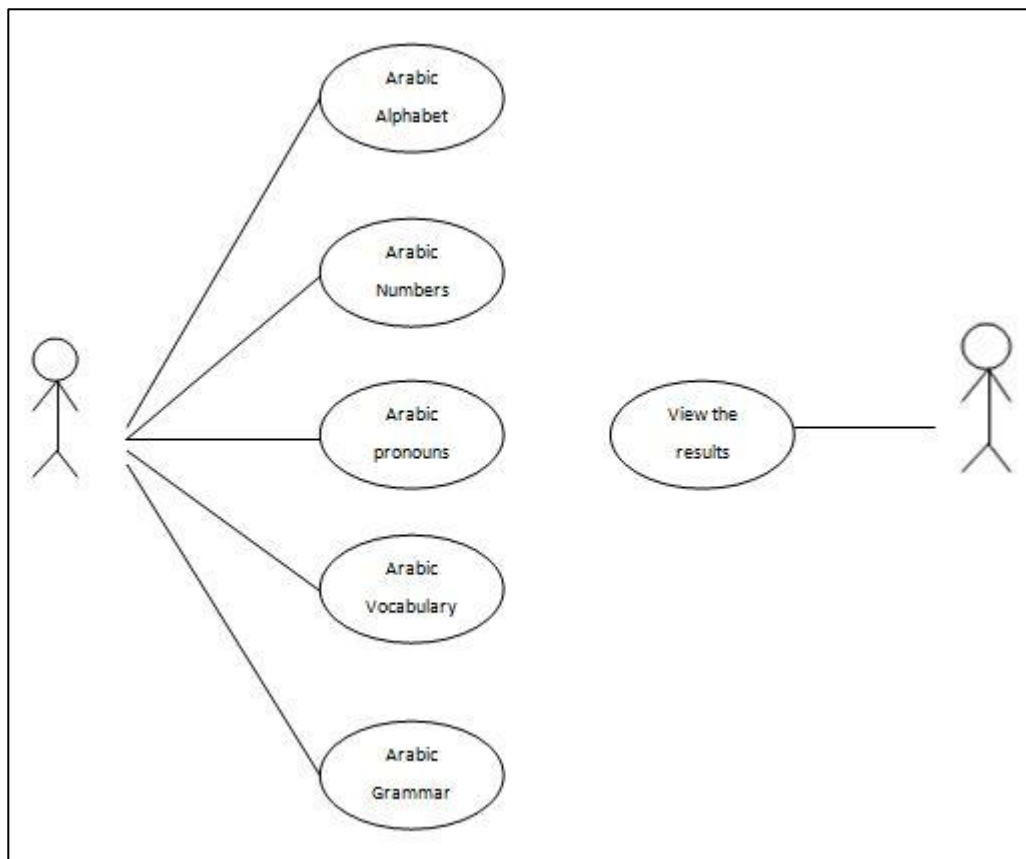 Arabic
Alphabet
Arabic
Numbers
Arabic
pronouns
View the
results
Arabic
Vocabulary
Arabic
Grammar